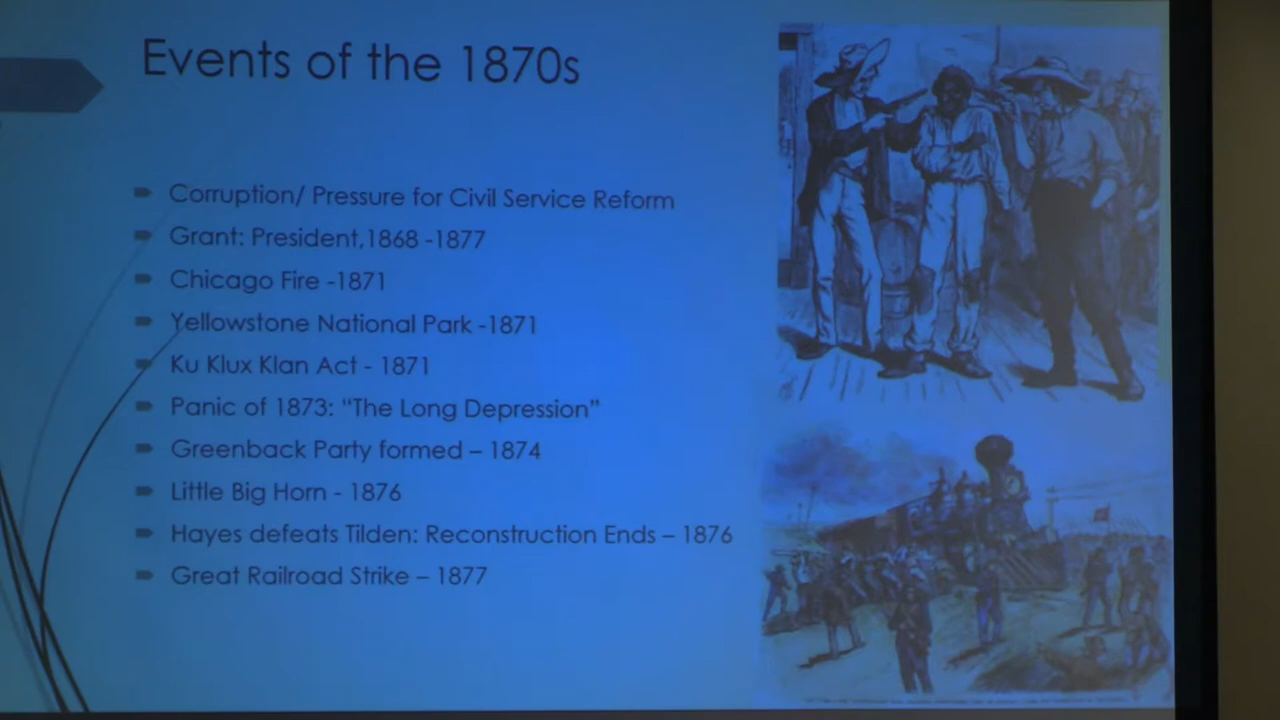 Events of the 1870s
Corruption/ Pressure for Civil Service Reform
Grant: President,1868 -1877
Chicago Fire -1871
Yellowstone National Park -1871
Ku Klux Klan Act - 1871
Panic of 1873: “The Long Depression”
Greenback Party formed – 1874
Little Big Horn - 1876
Hayes defeats Tilden: Reconstruction Ends – 1876
Great Railroad Strike – 1877